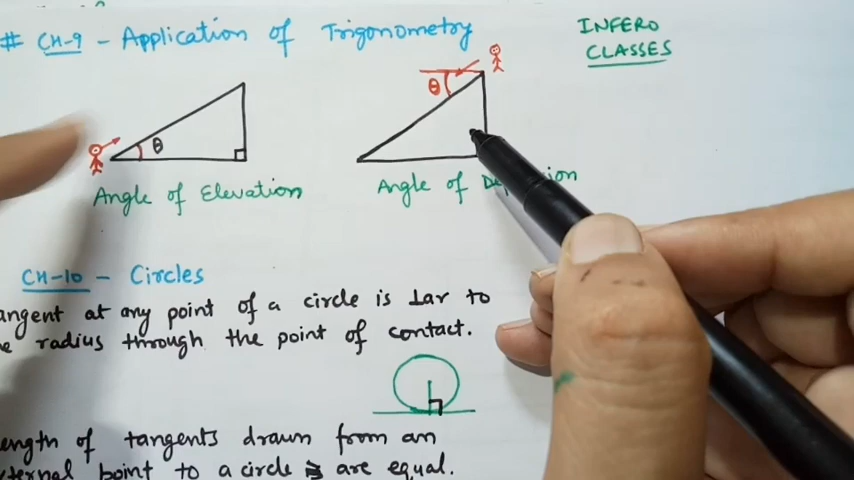 # CH-9 - Application of Trigonometry
INFERO
CLASSES
θ
θ
Angle of Elevation
Angle of
CH-10 - Circles
at any point of a circle is ⊥ar to
radius through the point of contact.
of tangents drawn from an
point to a circle are equal.